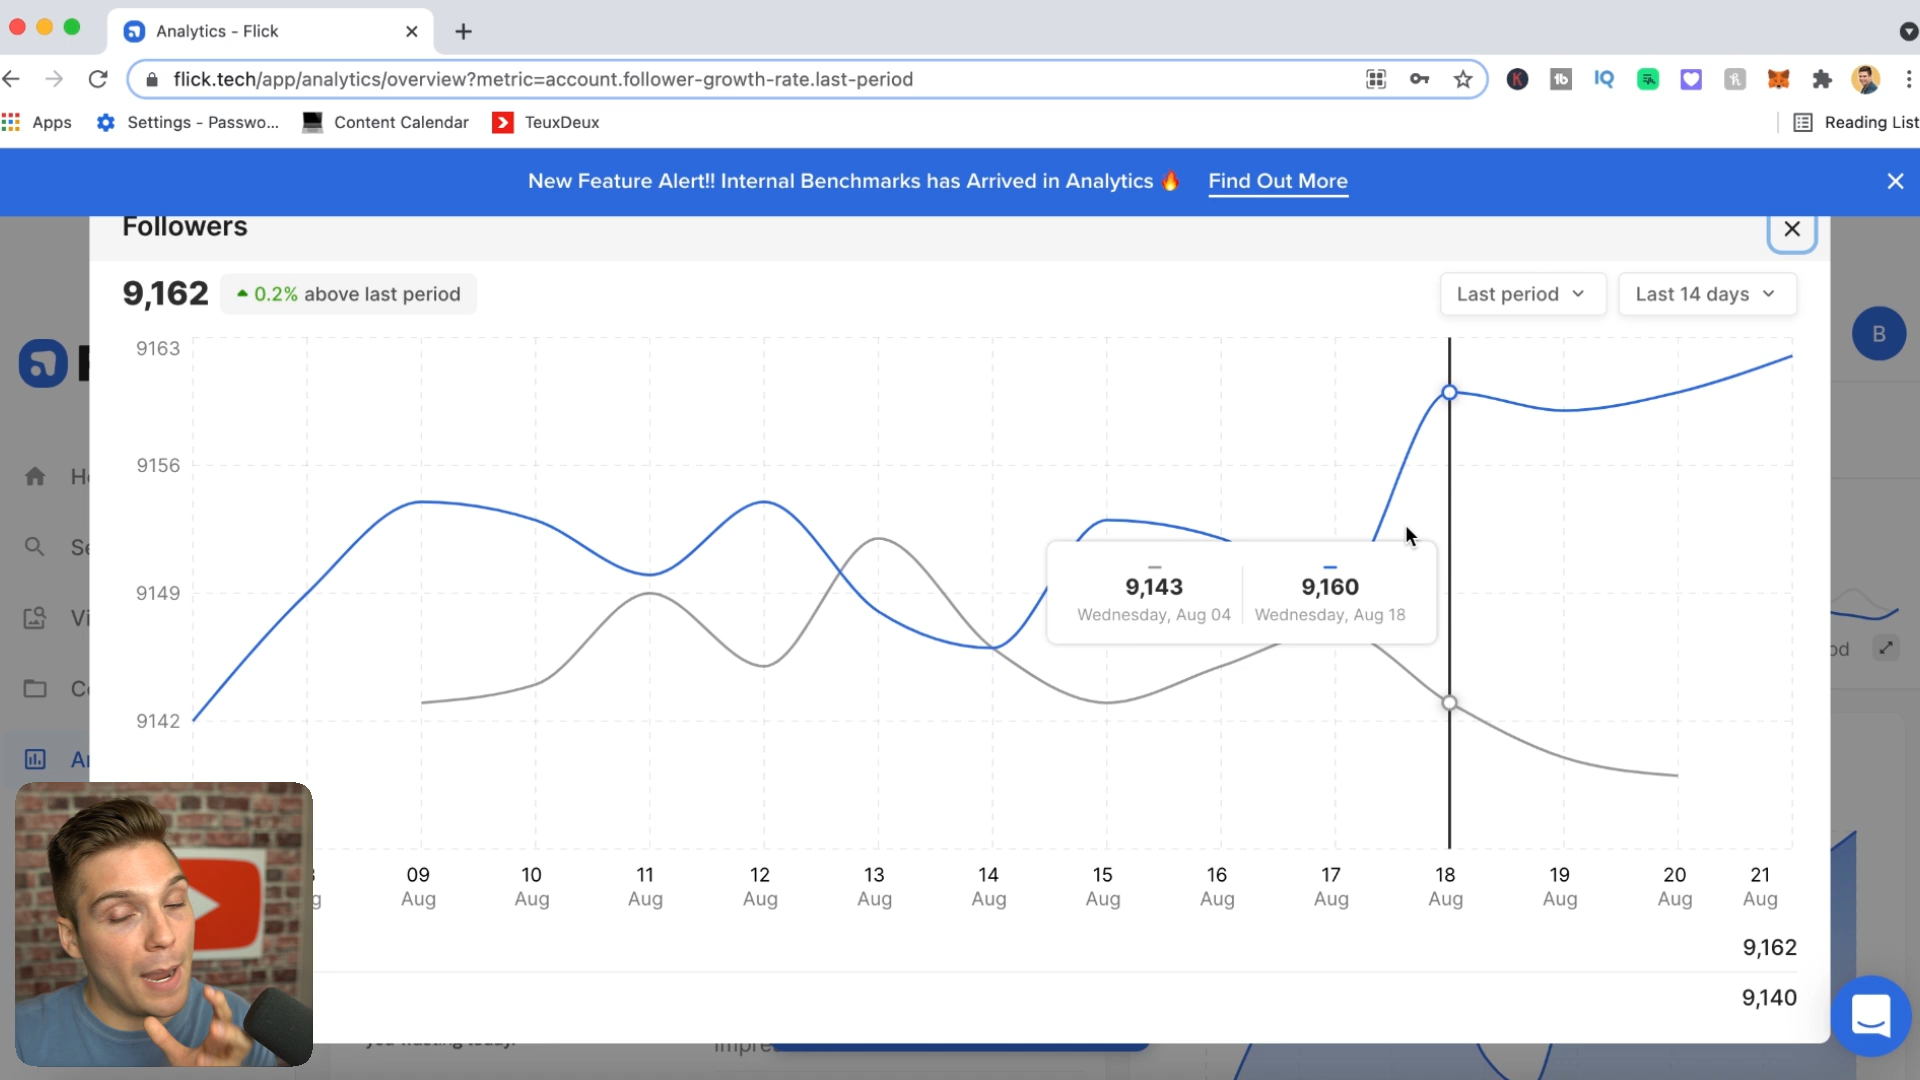 Analytics - Flick
flick.tech/app/analytics/overview?metric=account.follower-growth-rate.last-period
Apps
Settings - Passwo...
Content Calendar
TeuxDeux
Reading List
New Feature Alert!! Internal Benchmarks has Arrived in Analytics 🔥 Find Out More
Followers
9,162
0.2% above last period
Last period
Last 14 days
9163
9156
9149
9142
B
9,143
Wednesday, Aug 04
9,160
Wednesday, Aug 18
09 10 11 12 13 14 15 16 17 18 19 20 21
Aug Aug Aug Aug Aug Aug Aug Aug Aug Aug Aug Aug Aug
9,162
9,140